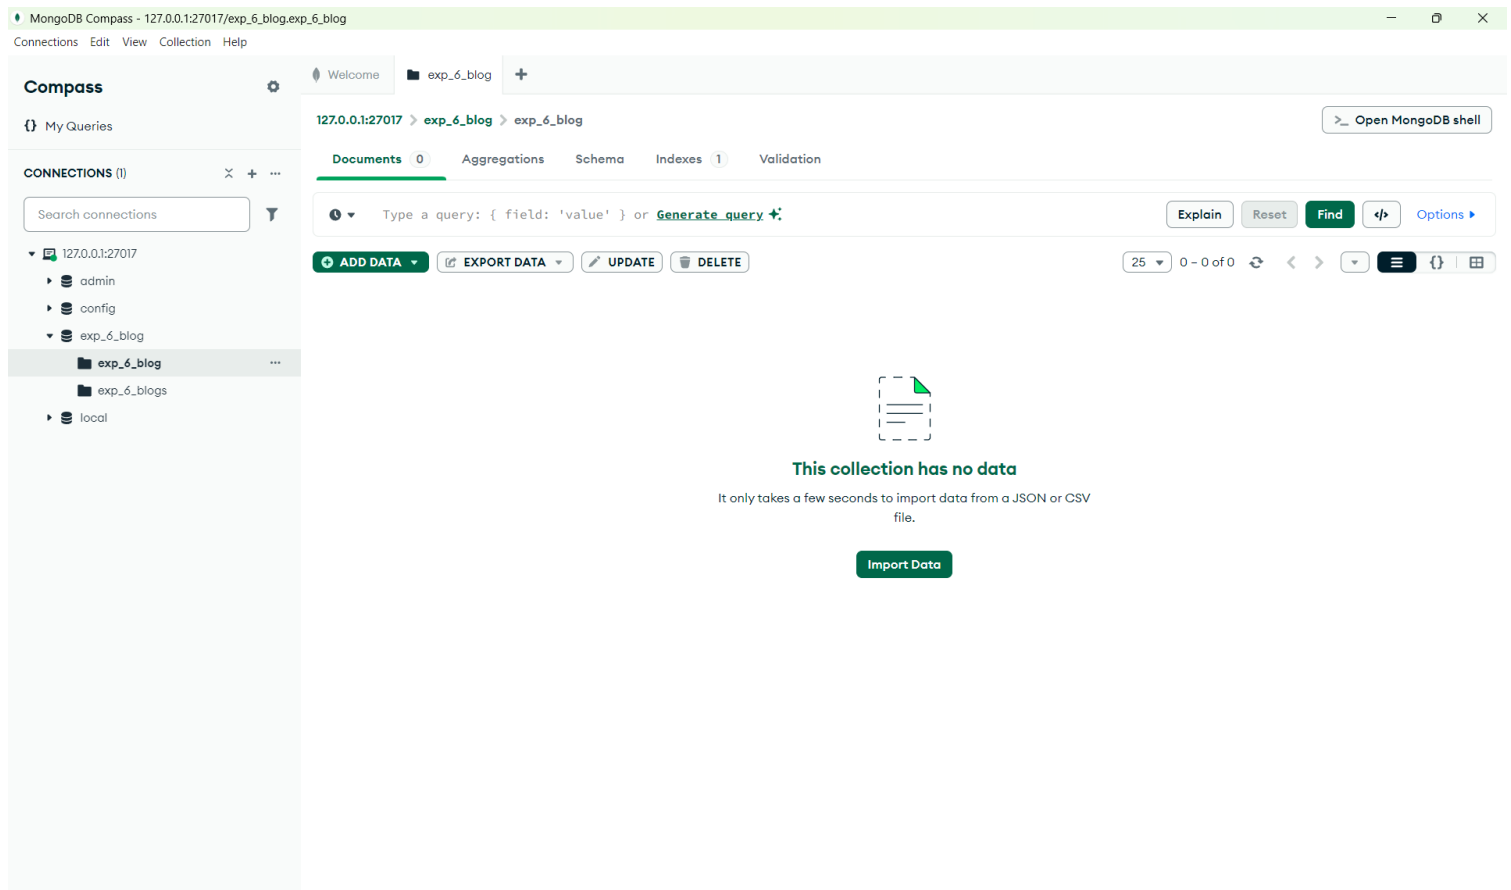 MongoDB Compass - 127.0.0.1:27017/exp_6_blog.exp_6_blog
Connections Edit View Collection Help
Compass
{} My Queries
CONNECTIONS (1)
Search connections
127.0.0.1:27017
admin
config
exp_6_blog
exp_6_blog
exp_6_blogs
local
Welcome
exp_6_blog
127.0.0.1:27017 > exp_6_blog > exp_6_blog
>_ Open MongoDB shell
Documents 0 Aggregations Schema Indexes 1 Validation
Type a query: { field: 'value' } or Generate query
Explain Reset Find </> Options
ADD DATA EXPORT DATA UPDATE DELETE
25 0 – 0 of 0 {}
This collection has no data
It only takes a few seconds to import data from a JSON or CSV
file.
Import Data